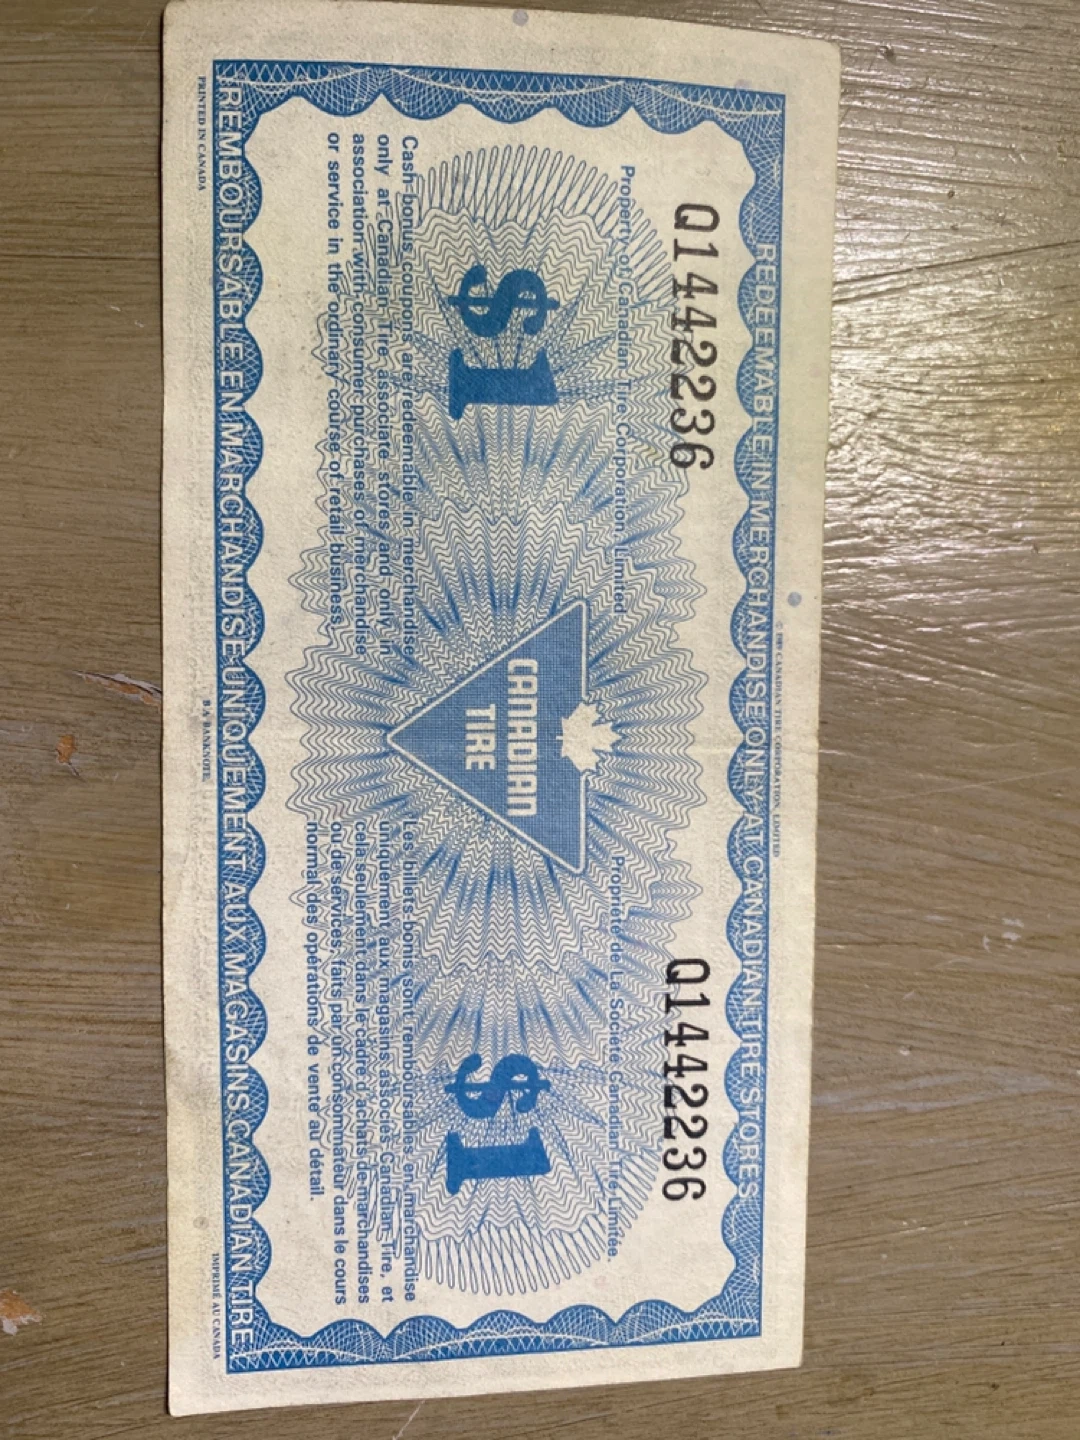 © 1987 CANADIAN TIRE CORPORATION, LIMITED
REDEEMABLE IN MERCHANDISE ONLY AT CANADIAN TIRE STORES
Q1442236
Q1442236
Property of Canadian Tire Corporation, Limited
Propriété de La Société Canadian Tire Limitée.
$1
$1
CANADIAN
TIRE
Cash bonus coupons are redeemable in merchandise
only at Canadian Tire associate stores and only in
association with consumer purchases of merchandise
or service in the ordinary course of retail business.
Les billets-bonis sont remboursables en marchandise
uniquement aux magasins associés Canadian Tire, et
cela seulement dans le cadre d'achats de marchandises
ou de services, faits par un consommateur dans le cours
normal des opérations de vente au détail.
REMBOURSABLE EN MARCHANDISE UNIQUEMENT AUX MAGASINS CANADIAN TIRE
PRINTED IN CANADA
B A BANKNOTE
IMPRIMÉ AU CANADA